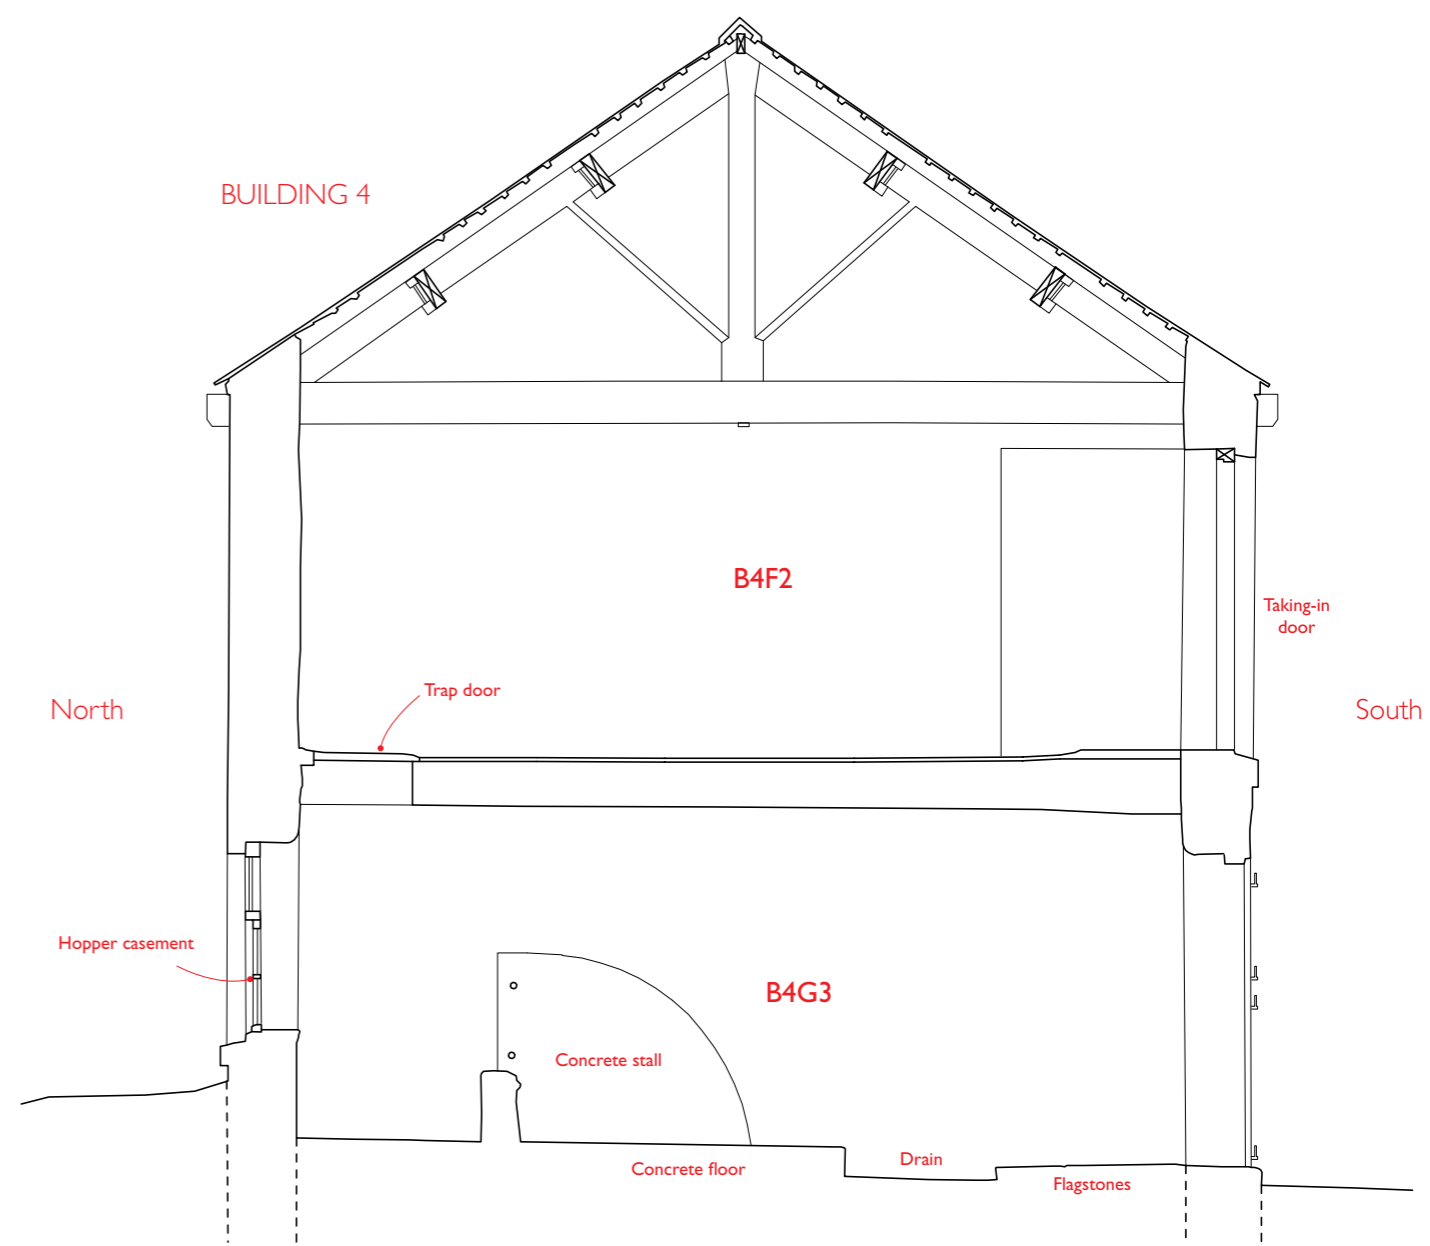 BUILDING 4
B4F2
Taking-in
door
Trap door
North
South
Hopper casement
B4G3
Concrete stall
Drain
Concrete floor
Flagstones